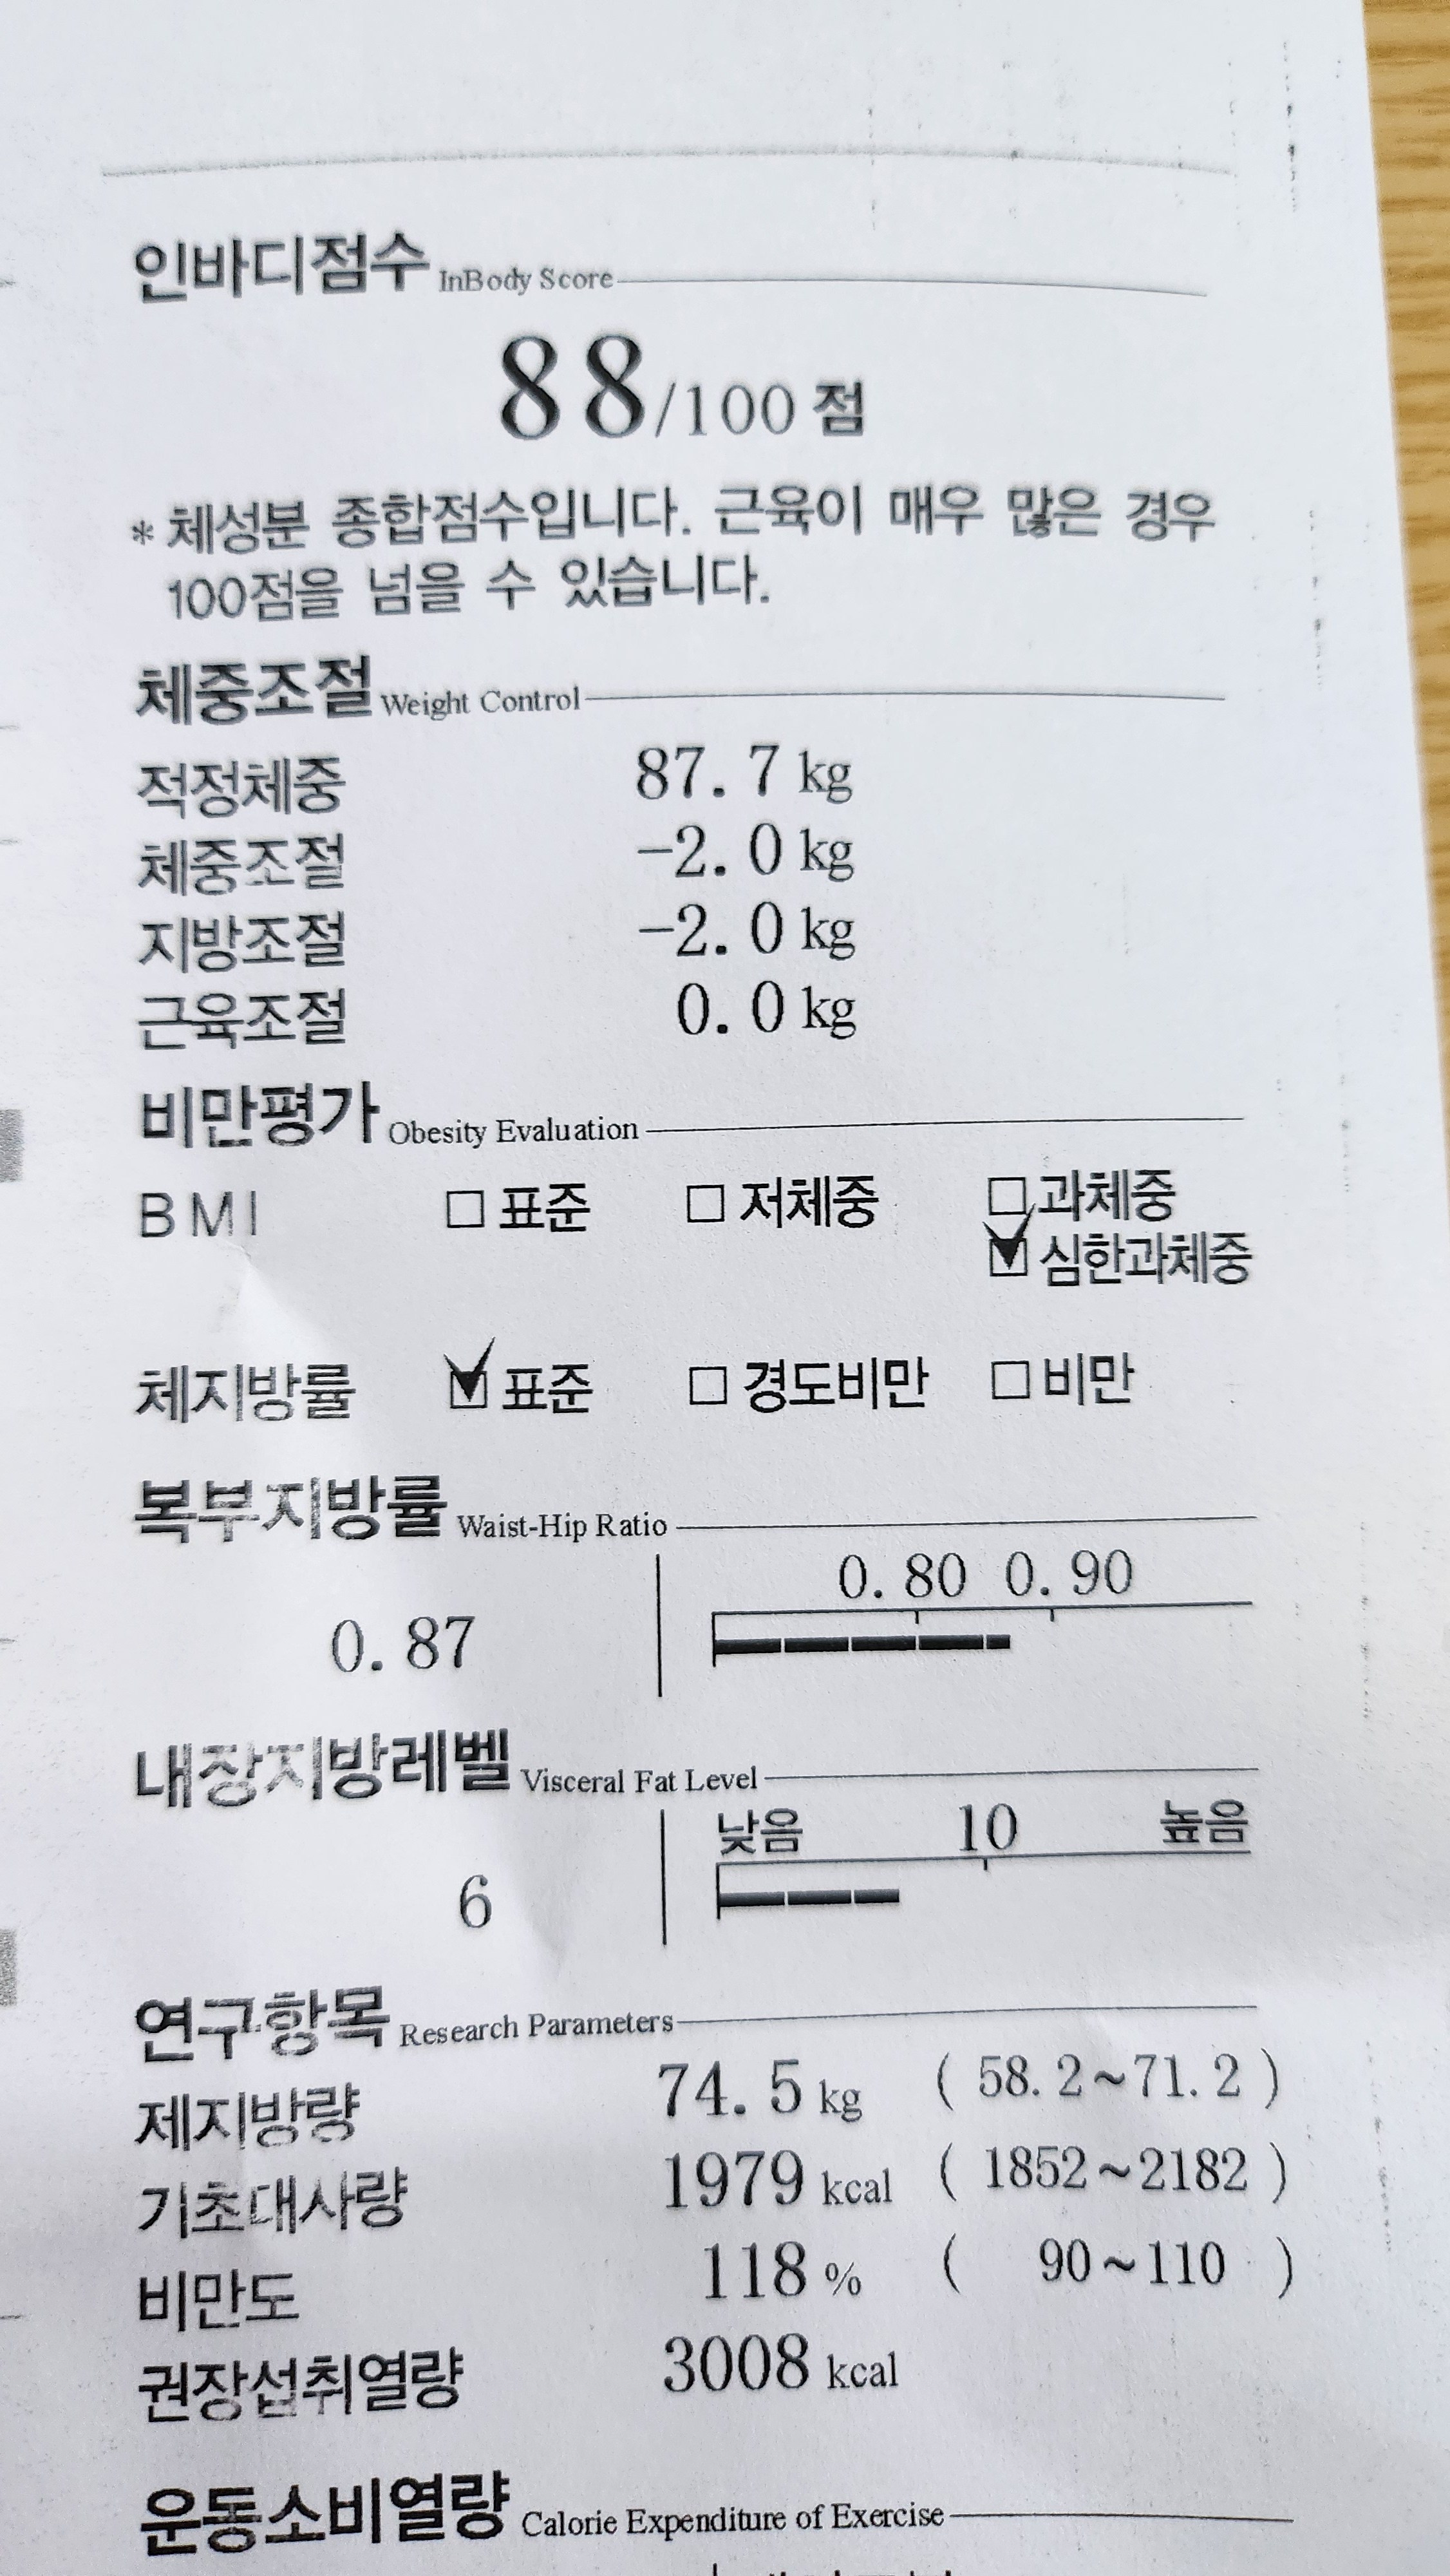 인바디점수 InBody Score
88/100 점
* 체성분 종합점수입니다. 근육이 매우 많은 경우
100점을 넘을 수 있습니다.
체중조절 Weight Control
적정체중 87.7 kg
체중조절 -2.0 kg
지방조절 -2.0 kg
근육조절 0.0 kg
비만평가 Obesity Evaluation
BMI □ 표준 □ 저체중 □ 과체중
☑ 심한과체중
체지방률 ☑ 표준 □ 경도비만 □ 비만
복부지방률 Waist-Hip Ratio
0.80 0.90
0.87
내장지방레벨 Visceral Fat Level
낮음 10 높음
6
연구항목 Research Parameters
제지방량 74.5 kg ( 58.2~71.2 )
기초대사량 1979 kcal ( 1852~2182 )
비만도 118 % ( 90~110 )
권장섭취열량 3008 kcal
운동소비열량 Calorie Expenditure of Exercise